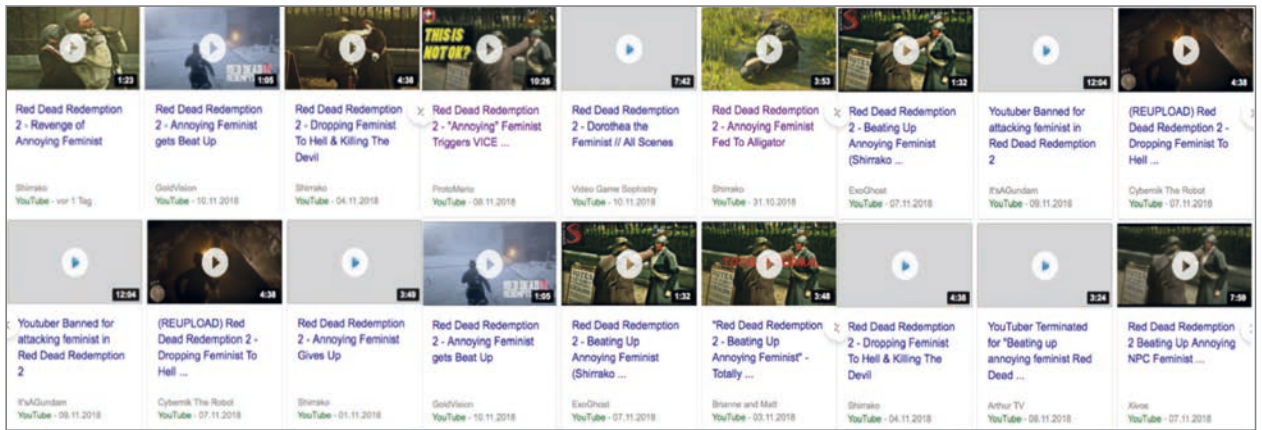 1:23
Red Dead Redemption
2 - Revenge of
Annoying Feminist
Shirrako
YouTube - vor 1 Tag
RED DEAD
REDEMPT
1:05
Red Dead Redemption
2 - Annoying Feminist
gets Beat Up
GoldVision
YouTube - 10.11.2018
4:38
Red Dead Redemption
2 - Dropping Feminist
To Hell & Killing The
Devil
Shirrako
YouTube - 04.11.2018
THIS IS
NOT OK?
10:26
Red Dead Redemption
2 - "Annoying" Feminist
Triggers VICE ...
ProtoMario
YouTube - 08.11.2018
7:42
Red Dead Redemption
2 - Dorothea the
Feminist // All Scenes
Video Game Sophistry
YouTube - 10.11.2018
3:53
Red Dead Redemption
2 - Annoying Feminist
Fed To Alligator
Shirrako
YouTube - 31.10.2018
VOTES
1:32
Red Dead Redemption
2 - Beating Up
Annoying Feminist
(Shirrako ...
ExoGhost
YouTube - 07.11.2018
12:04
Youtuber Banned for
attacking feminist in
Red Dead Redemption
2
It'sAGundam
YouTube - 09.11.2018
4:38
(REUPLOAD) Red
Dead Redemption 2 -
Dropping Feminist To
Hell ...
Cybernik The Robot
YouTube - 07.11.2018
12:04
Youtuber Banned for
attacking feminist in
Red Dead Redemption
2
It'sAGundam
YouTube - 09.11.2018
4:38
(REUPLOAD) Red
Dead Redemption 2 -
Dropping Feminist To
Hell ...
Cybernik The Robot
YouTube - 07.11.2018
3:40
Red Dead Redemption
2 - Annoying Feminist
Gives Up
Shirrako
YouTube - 01.11.2018
RED DEAD
REDEMPT
1:05
Red Dead Redemption
2 - Annoying Feminist
gets Beat Up
GoldVision
YouTube - 10.11.2018
VOTES
1:32
Red Dead Redemption
2 - Beating Up
Annoying Feminist
(Shirrako ...
ExoGhost
YouTube - 07.11.2018
VOTES
3:48
"Red Dead Redemption
2 - Beating Up
Annoying Feminist" -
Totally ...
Brianne and Matt
YouTube - 03.11.2018
4:38
Red Dead Redemption
2 - Dropping Feminist
To Hell & Killing The
Devil
Shirrako
YouTube - 04.11.2018
3:24
YouTuber Terminated
for "Beating up
annoying feminist Red
Dead ...
Arthur TV
YouTube - 08.11.2018
7:59
Red Dead Redemption
2 Beating Up Annoying
NPC Feminist ...
Xivos
YouTube - 07.11.2018